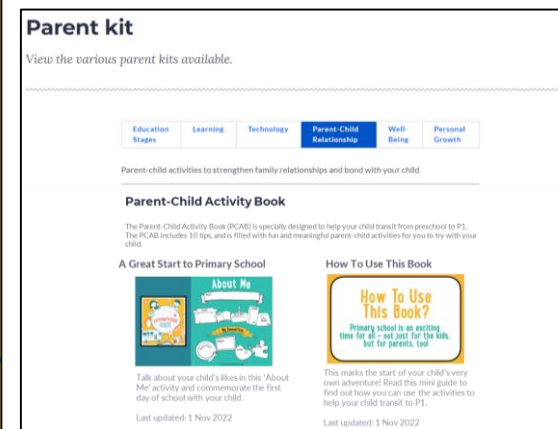 Parent kit
View the various parent kits available.
Education Stages
Learning
Technology
Parent-Child Relationship
Well-Being
Personal Growth
Parent-child activities to strengthen family relationships and bond with your child
Parent-Child Activity Book
The Parent-Child Activity Book (PCAB) is specially designed to help your child transit from preschool to P1.
The PCAB includes 10 tips, and is filled with fun and meaningful parent-child activities for you to try with your
child.
A Great Start to Primary School
About Me
Talk about your child's likes in this 'About
Me' activity and commemorate the first
day of school with your child.
Last updated: 1 Nov 2022
How To Use This Book
How To Use
This Book?
Primary school is an exciting
time for all - not just for the kids,
but for parents, too!
This marks the start of your child's very
own adventure! Read this mini guide to
find out how you can use the activities to
help your child transit to P1.
Last updated: 1 Nov 2022